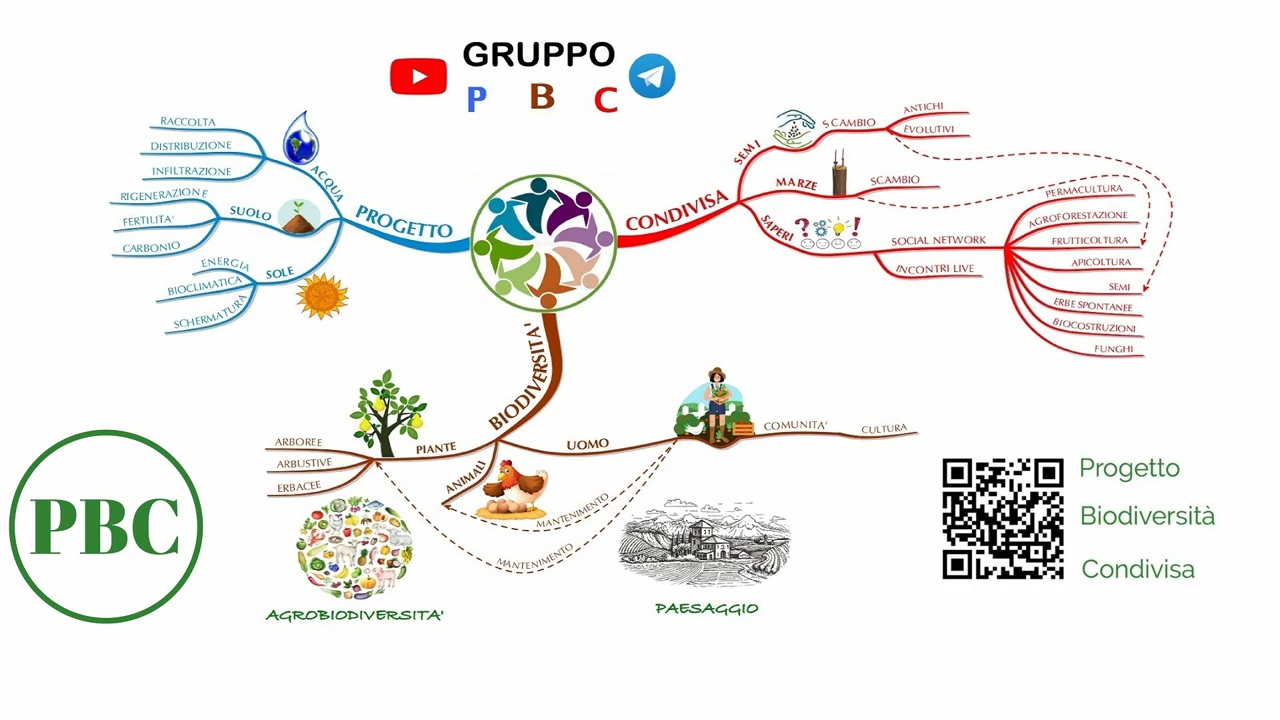 GRUPPO
P B C
PROGETTO
ACQUA
RACCOLTA
DISTRIBUZIONE
INFILTRAZIONE
SUOLO
RIGENERAZIONE
FERTILITA'
CARBONIO
SOLE
ENERGIA
BIOCLIMATICA
SCHERMATURA
CONDIVISA
SEMI
SCAMBIO
ANTICHI
EVOLUTIVI
MARZE
SCAMBIO
SAPERI
SOCIAL NETWORK
INCONTRI LIVE
PERMACULTURA
AGROFORESTAZIONE
FRUTTICOLTURA
APICOLTURA
SEMI
ERBE SPONTANEE
BIOCOSTRUZIONI
FUNGHI
BIODIVERSITA'
PIANTE
ARBOREE
ARBUSTIVE
ERBACEE
ANIMALI
UOMO
COMUNITA'
CULTURA
MANTENIMENTO
MANTENIMENTO
AGROBIODIVERSITA'
PAESAGGIO
PBC
Progetto
Biodiversità
Condivisa